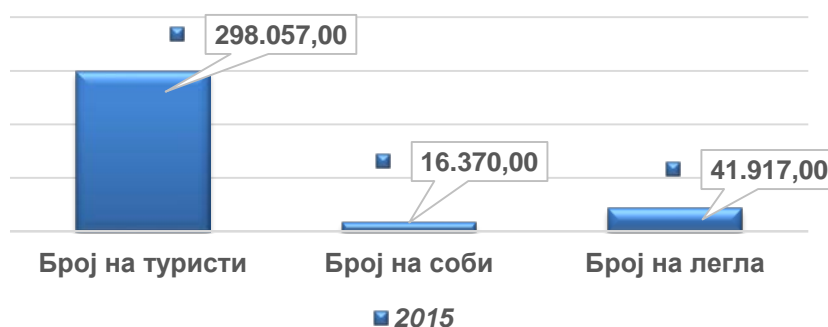 298.057,00
16.370,00
41.917,00
Број на туристи
Број на соби
Број на легла
2015